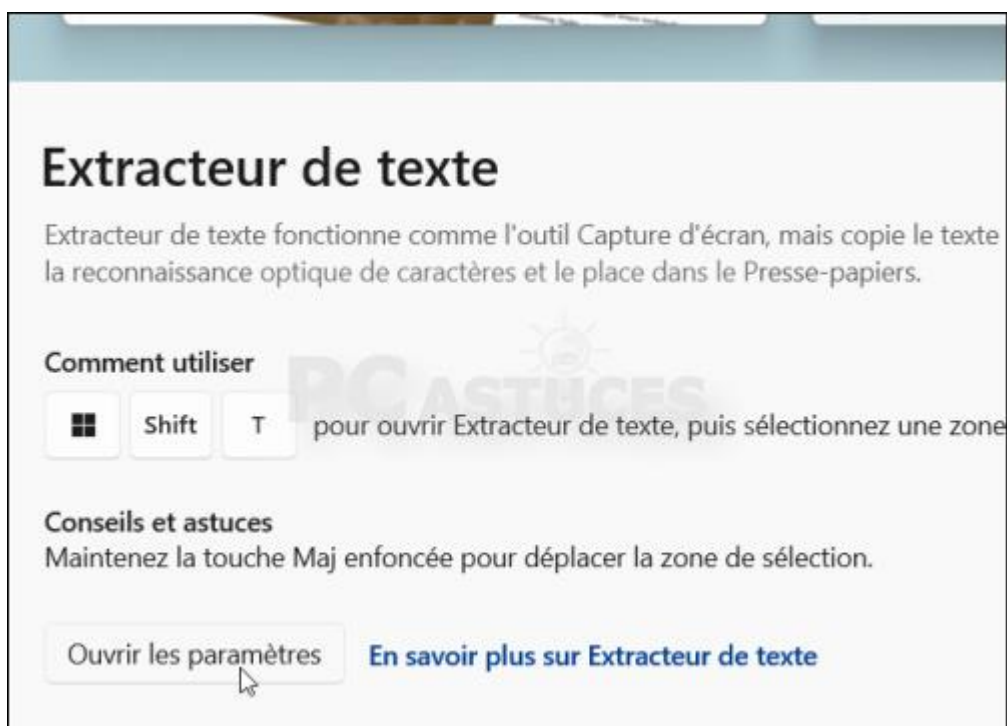 Extracteur de texte
Extracteur de texte fonctionne comme l'outil Capture d'écran, mais copie le texte
la reconnaissance optique de caractères et le place dans le Presse-papiers.
PC ASTUCES
Comment utiliser
Shift T pour ouvrir Extracteur de texte, puis sélectionnez une zone
Conseils et astuces
Maintenez la touche Maj enfoncée pour déplacer la zone de sélection.
Ouvrir les paramètres En savoir plus sur Extracteur de texte